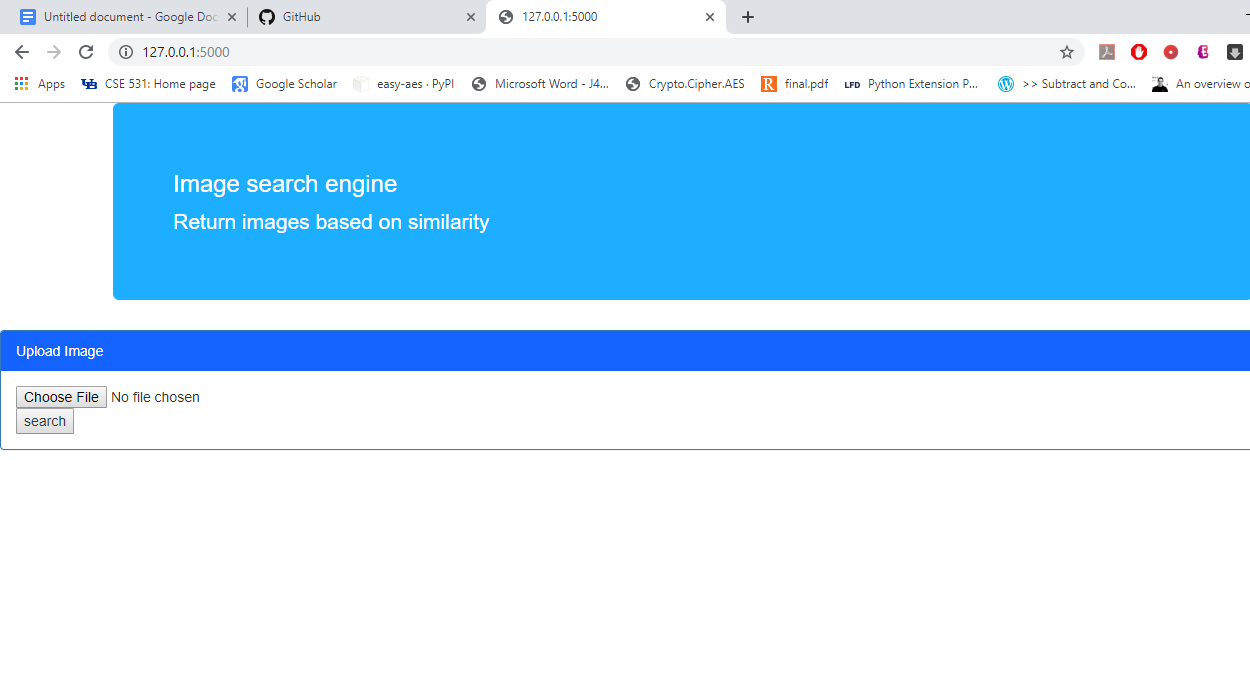 Untitled document - Google Doc
GitHub
127.0.0.1:5000
127.0.0.1:5000
Apps
CSE 531: Home page
Google Scholar
easy-aes · PyPI
Microsoft Word - J4...
Crypto.Cipher.AES
R
final.pdf
LFD
Python Extension P...
>> Subtract and Co...
An overview o
Image search engine
Return images based on similarity
Upload Image
Choose File No file chosen
search